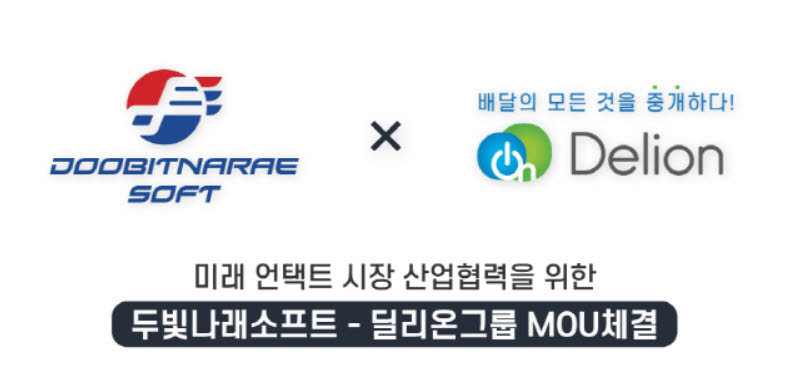 DOOBITNARAE
SOFT
×
배달의 모든 것을 중개하다!
On Delion
미래 언택트 시장 산업협력을 위한
두빛나래소프트 - 딜리온그룹 MOU체결